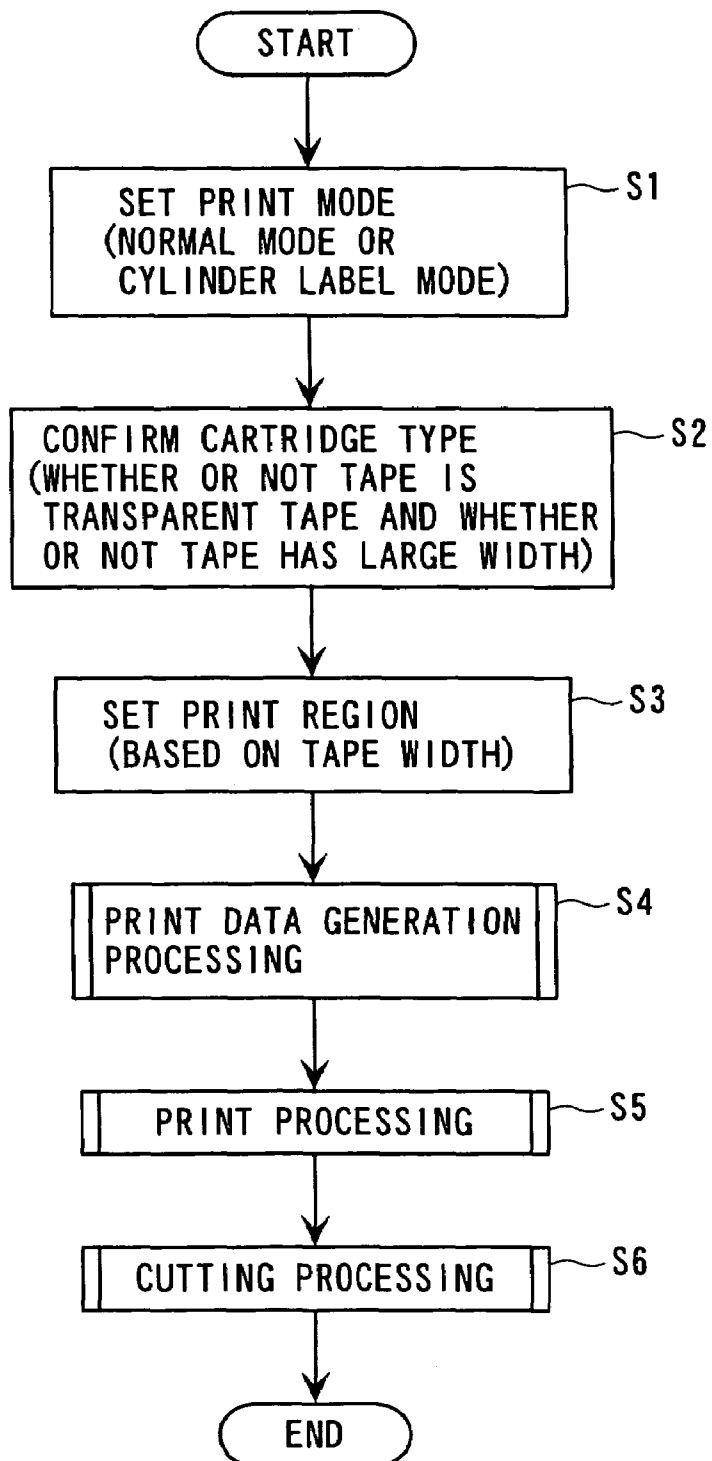 START
SET PRINT MODE
(NORMAL MODE OR
CYLINDER LABEL MODE)
S1
CONFIRM CARTRIDGE TYPE
(WHETHER OR NOT TAPE IS
TRANSPARENT TAPE AND WHETHER
OR NOT TAPE HAS LARGE WIDTH)
S2
SET PRINT REGION
(BASED ON TAPE WIDTH)
S3
PRINT DATA GENERATION
PROCESSING
S4
PRINT PROCESSING
S5
CUTTING PROCESSING
S6
END